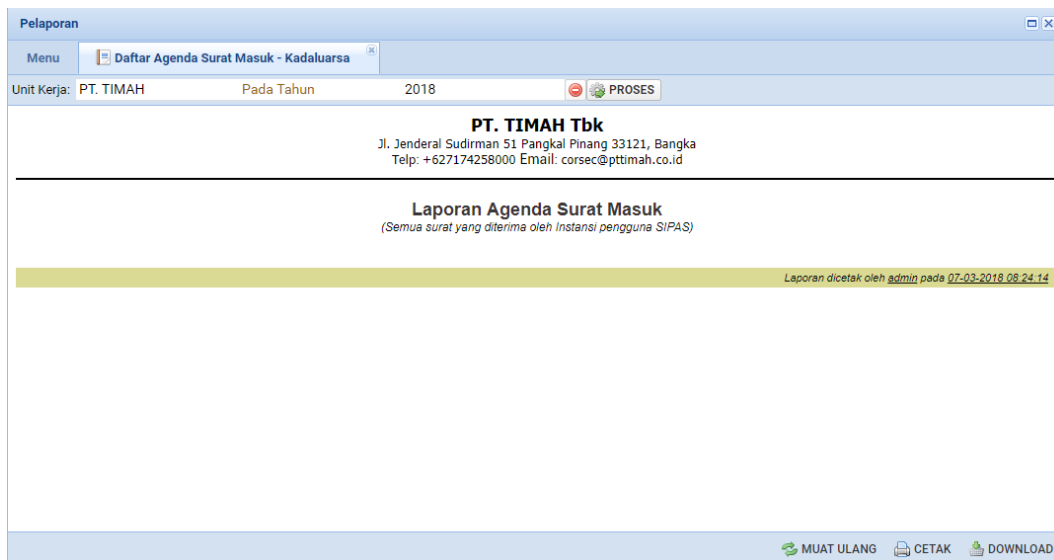 Pelaporan
Menu Daftar Agenda Surat Masuk - Kadaluarsa
Unit Kerja: PT. TIMAH Pada Tahun 2018 PROSES
PT. TIMAH Tbk
Jl. Jenderal Sudirman 51 Pangkal Pinang 33121, Bangka
Telp: +627174258000 Email: corsec@pttimah.co.id
Laporan Agenda Surat Masuk
(Semua surat yang diterima oleh Instansi pengguna SIPAS)
Laporan dicetak oleh admin pada 07-03-2018 08:24:14
MUAT ULANG CETAK DOWNLOAD